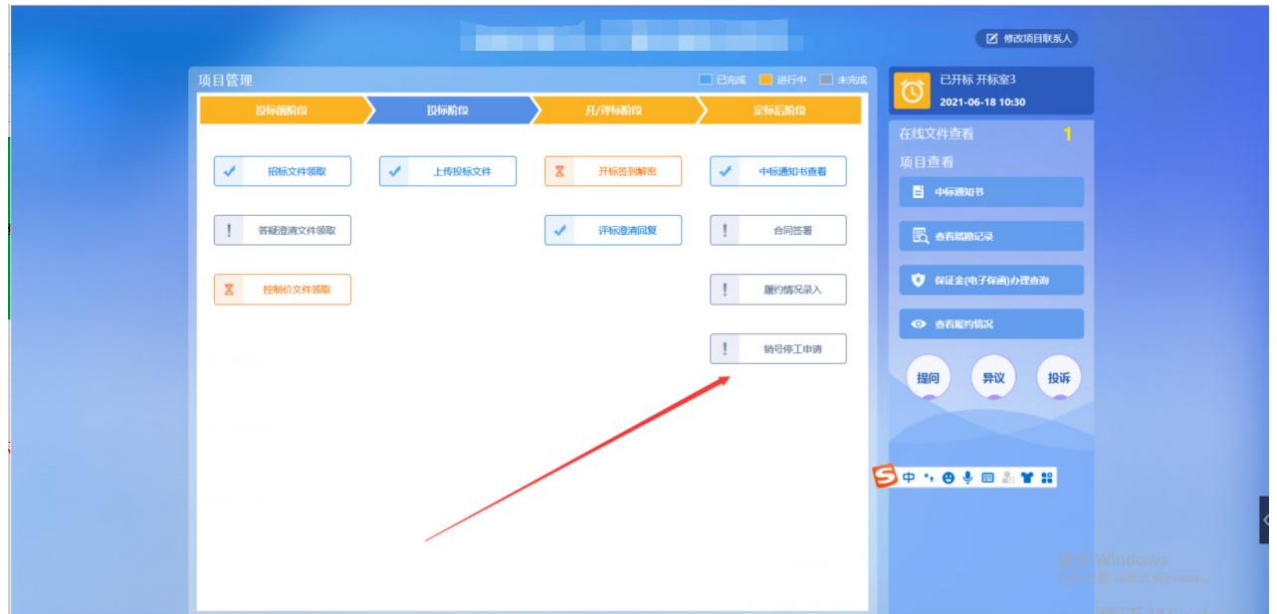 修改项目联系人
项目管理
已完成 进行中 未完成
投标前阶段 投标阶段 开/评标阶段 定标后阶段
招标文件领取 上传投标文件 开标签到解密 中标通知书查看
答疑澄清文件领取 评标澄清回复 合同签署
控制价文件领取 履约情况录入
销号停工申请
已开标 开标室3
2021-06-18 10:30
在线文件查看 1
项目查看
中标通知书
查看踏勘记录
保证金(电子保函)办理查询
查看履约情况
提问 异议 投诉
中
Windows